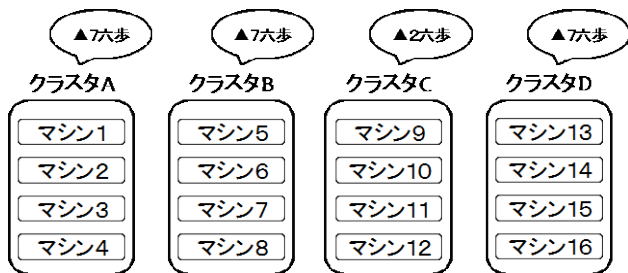 ▲7六歩 ▲7六歩 ▲2六歩 ▲7六歩
クラスタA クラスタB クラスタC クラスタD
マシン1 マシン5 マシン9 マシン13
マシン2 マシン6 マシン10 マシン14
マシン3 マシン7 マシン11 マシン15
マシン4 マシン8 マシン12 マシン16